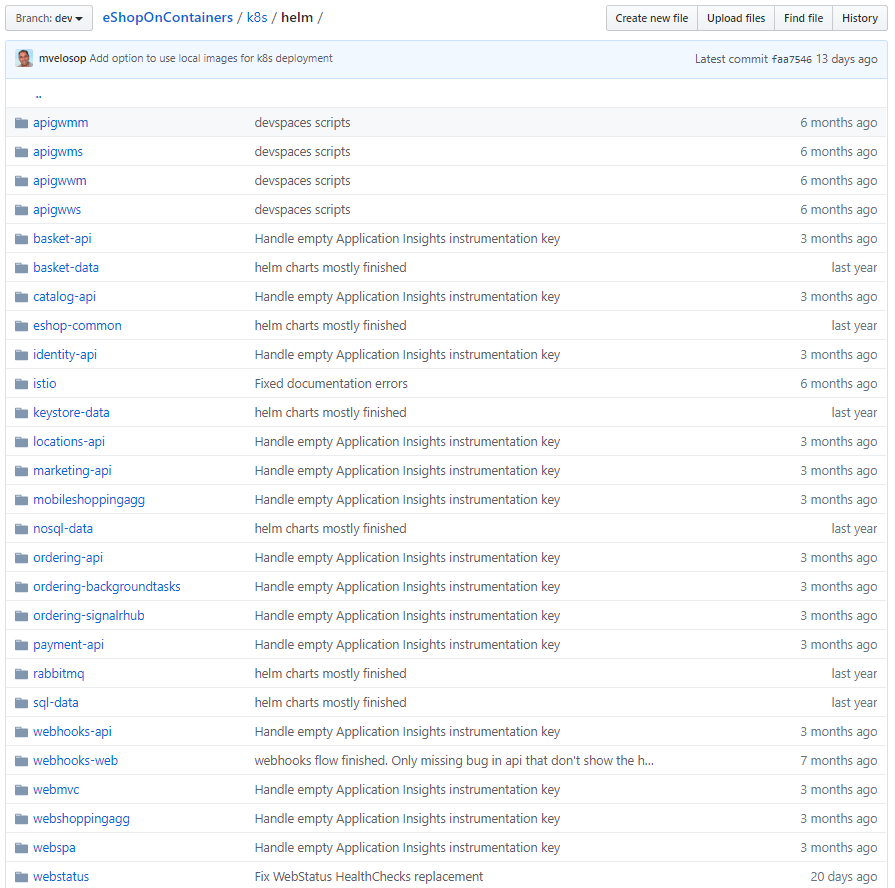 Branch: dev eShopOnContainers / k8s / helm / Create new file Upload files Find file History
mvelosop Add option to use local images for k8s deployment Latest commit faa7546 13 days ago
..
apigwmm devspaces scripts 6 months ago
apigwms devspaces scripts 6 months ago
apigwwm devspaces scripts 6 months ago
apigwws devspaces scripts 6 months ago
basket-api Handle empty Application Insights instrumentation key 3 months ago
basket-data helm charts mostly finished last year
catalog-api Handle empty Application Insights instrumentation key 3 months ago
eshop-common helm charts mostly finished last year
identity-api Handle empty Application Insights instrumentation key 3 months ago
istio Fixed documentation errors 6 months ago
keystore-data helm charts mostly finished last year
locations-api Handle empty Application Insights instrumentation key 3 months ago
marketing-api Handle empty Application Insights instrumentation key 3 months ago
mobileshoppingagg Handle empty Application Insights instrumentation key 3 months ago
nosql-data helm charts mostly finished last year
ordering-api Handle empty Application Insights instrumentation key 3 months ago
ordering-backgroundtasks Handle empty Application Insights instrumentation key 3 months ago
ordering-signalrhub Handle empty Application Insights instrumentation key 3 months ago
payment-api Handle empty Application Insights instrumentation key 3 months ago
rabbitmq helm charts mostly finished last year
sql-data helm charts mostly finished last year
webhooks-api Handle empty Application Insights instrumentation key 3 months ago
webhooks-web webhooks flow finished. Only missing bug in api that don't show the h... 7 months ago
webmvc Handle empty Application Insights instrumentation key 3 months ago
webshoppingagg Handle empty Application Insights instrumentation key 3 months ago
webspa Handle empty Application Insights instrumentation key 3 months ago
webstatus Fix WebStatus HealthChecks replacement 20 days ago